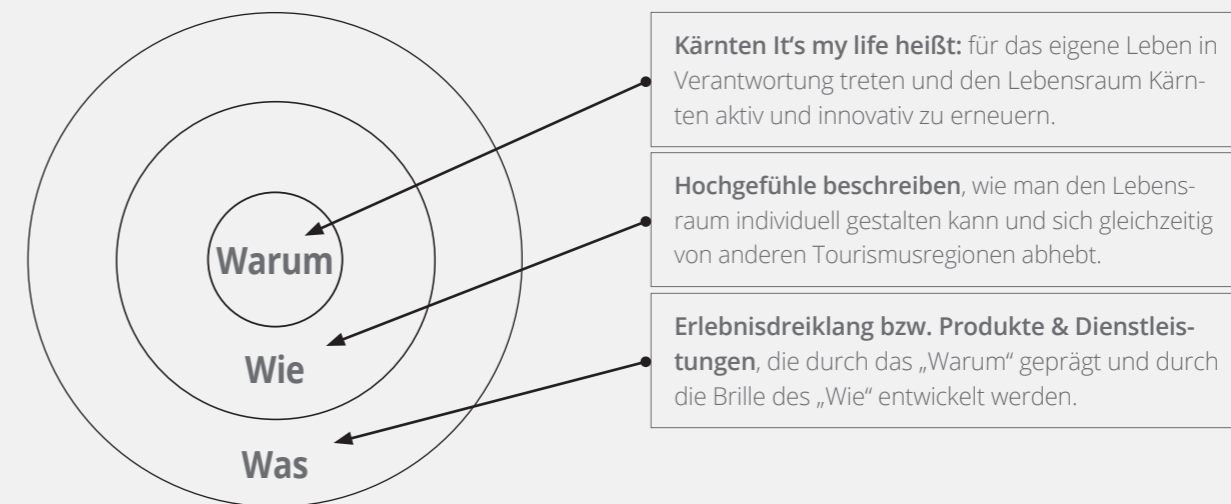 Kärnten It's my life heißt: für das eigene Leben in
Verantwortung treten und den Lebensraum Kärn-
ten aktiv und innovativ zu erneuern.
Hochgefühle beschreiben, wie man den Lebens-
raum individuell gestalten kann und sich gleichzeitig
von anderen Tourismusregionen abhebt.
Erlebnisdreiklang bzw. Produkte & Dienstleis-
tungen, die durch das „Warum“ geprägt und durch
die Brille des „Wie“ entwickelt werden.
Warum
Wie
Was